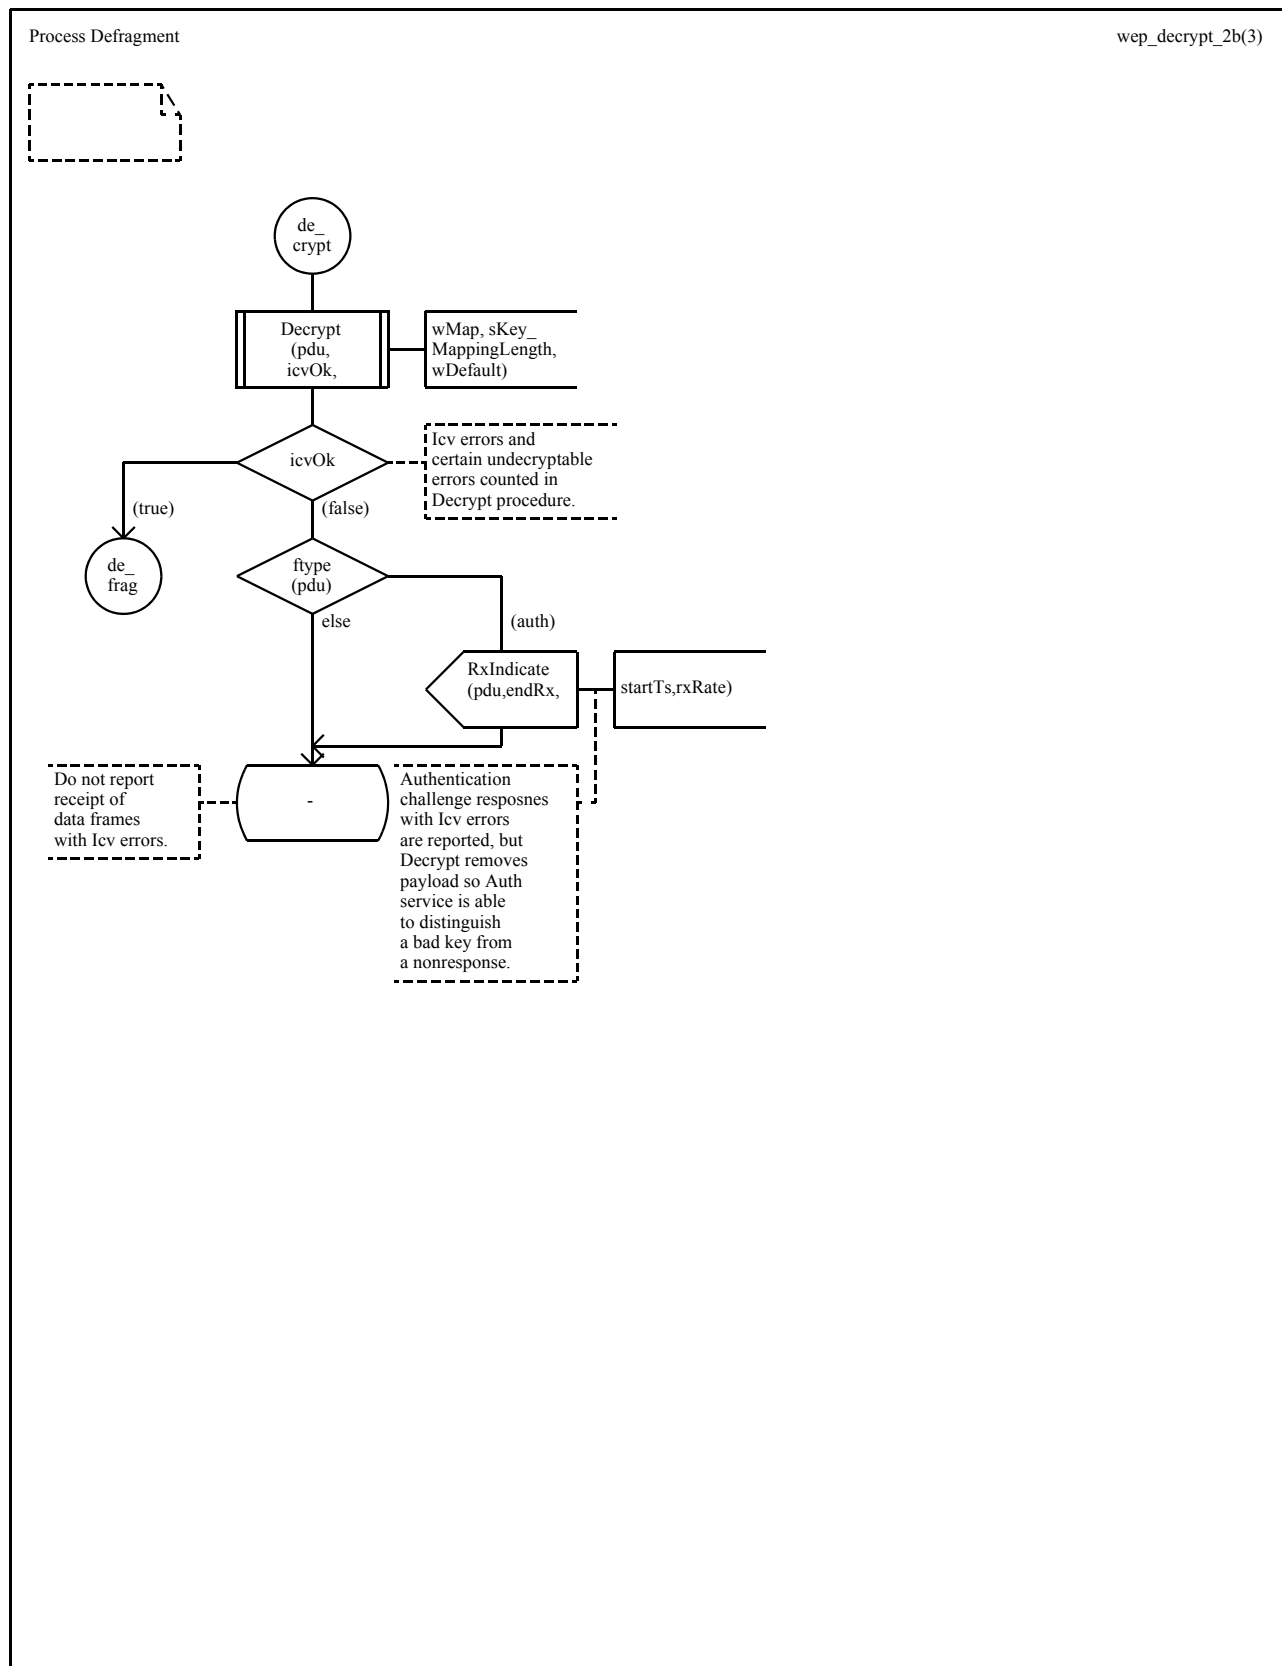 Process Defragment
wep_decrypt_2b(3)
de_
crypt
Decrypt
(pdu,
icvOk,
wMap, sKey_
MappingLength,
wDefault)
icvOk
Icv errors and
certain undecryptable
errors counted in
Decrypt procedure.
(true)
(false)
de_
frag
ftype
(pdu)
else
(auth)
RxIndicate
(pdu,endRx,
startTs,rxRate)
Do not report
receipt of
data frames
with Icv errors.
-
Authentication
challenge resposnes
with Icv errors
are reported, but
Decrypt removes
payload so Auth
service is able
to distinguish
a bad key from
a nonresponse.